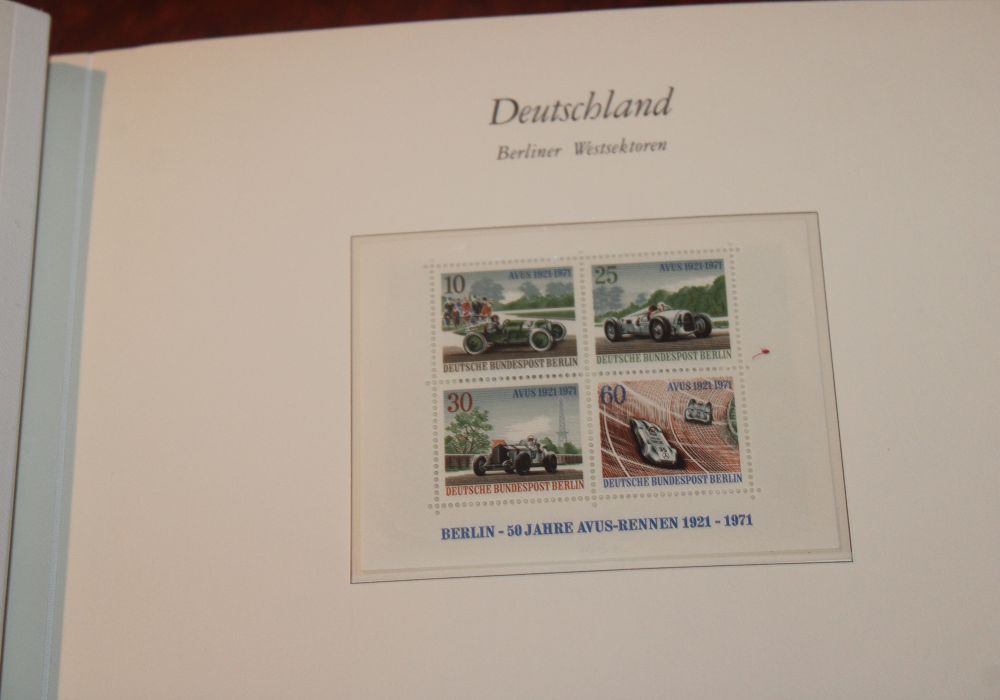 Deutschland
Berliner Westsektoren
10 AVUS 1921-1971
DEUTSCHE BUNDESPOST BERLIN
25 AVUS 1921-1971
DEUTSCHE BUNDESPOST BERLIN
30 AVUS 1921-1971
DEUTSCHE BUNDESPOST BERLIN
60 AVUS 1921-1971
DEUTSCHE BUNDESPOST BERLIN
BERLIN - 50 JAHRE AVUS-RENNEN 1921 - 1971